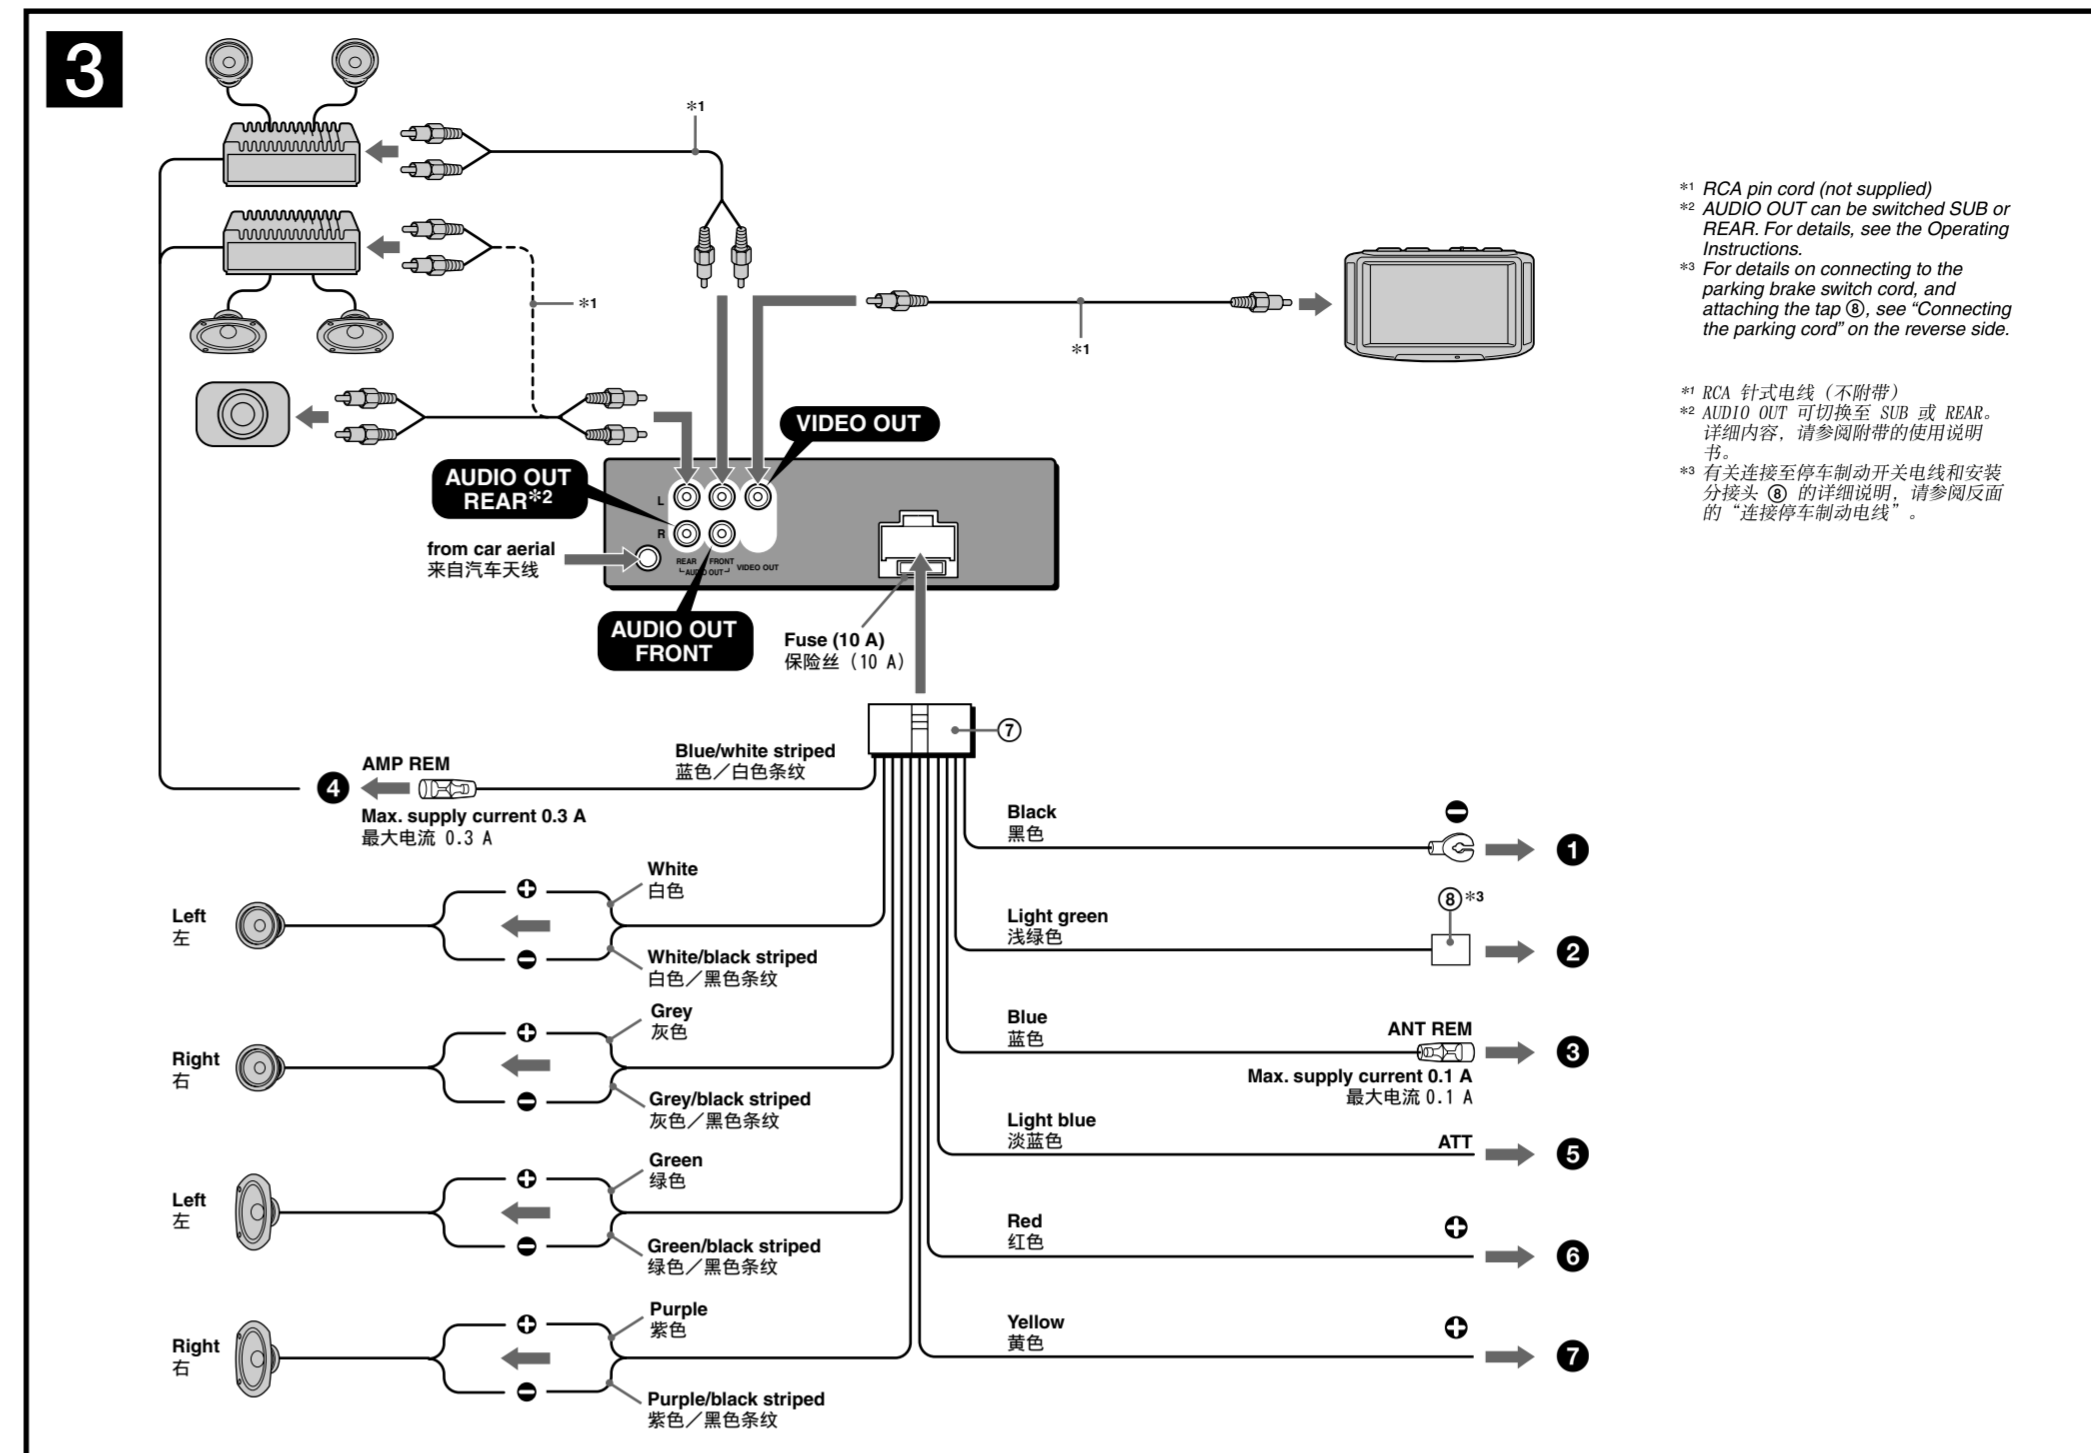 3
*1
*1
*1
*1 RCA pin cord (not supplied)
*2 AUDIO OUT can be switched SUB or
REAR. For details, see the Operating
Instructions.
*3 For details on connecting to the
parking brake switch cord, and
attaching the tap ⑧, see “Connecting
the parking cord” on the reverse side.
*1 RCA 针式电线（不附带）
*2 AUDIO OUT 可切换至 SUB 或 REAR。
详细内容，请参阅附带的使用说明
书。
*3 有关连接至停车制动开关电线和安装
分接头 ⑧ 的详细说明，请参阅反面
的“连接停车制动电线”。
VIDEO OUT
AUDIO OUT
REAR*2
L
R
from car aerial
来自汽车天线
REAR FRONT
AUDIO OUT
VIDEO OUT
AUDIO OUT
FRONT
Fuse (10 A)
保险丝（10 A）
⑦
Blue/white striped
蓝色／白色条纹
AMP REM
❹
Max. supply current 0.3 A
最大电流 0.3 A
White
白色
Left
左
White/black striped
白色／黑色条纹
Grey
灰色
Right
右
Grey/black striped
灰色／黑色条纹
Green
绿色
Left
左
Green/black striped
绿色／黑色条纹
Purple
紫色
Right
右
Purple/black striped
紫色／黑色条纹
Black
黑色
❶
⑧*3
Light green
浅绿色
❷
Blue
蓝色
ANT REM
❸
Max. supply current 0.1 A
最大电流 0.1 A
Light blue
淡蓝色
ATT
❺
Red
红色
❻
Yellow
黄色
❼